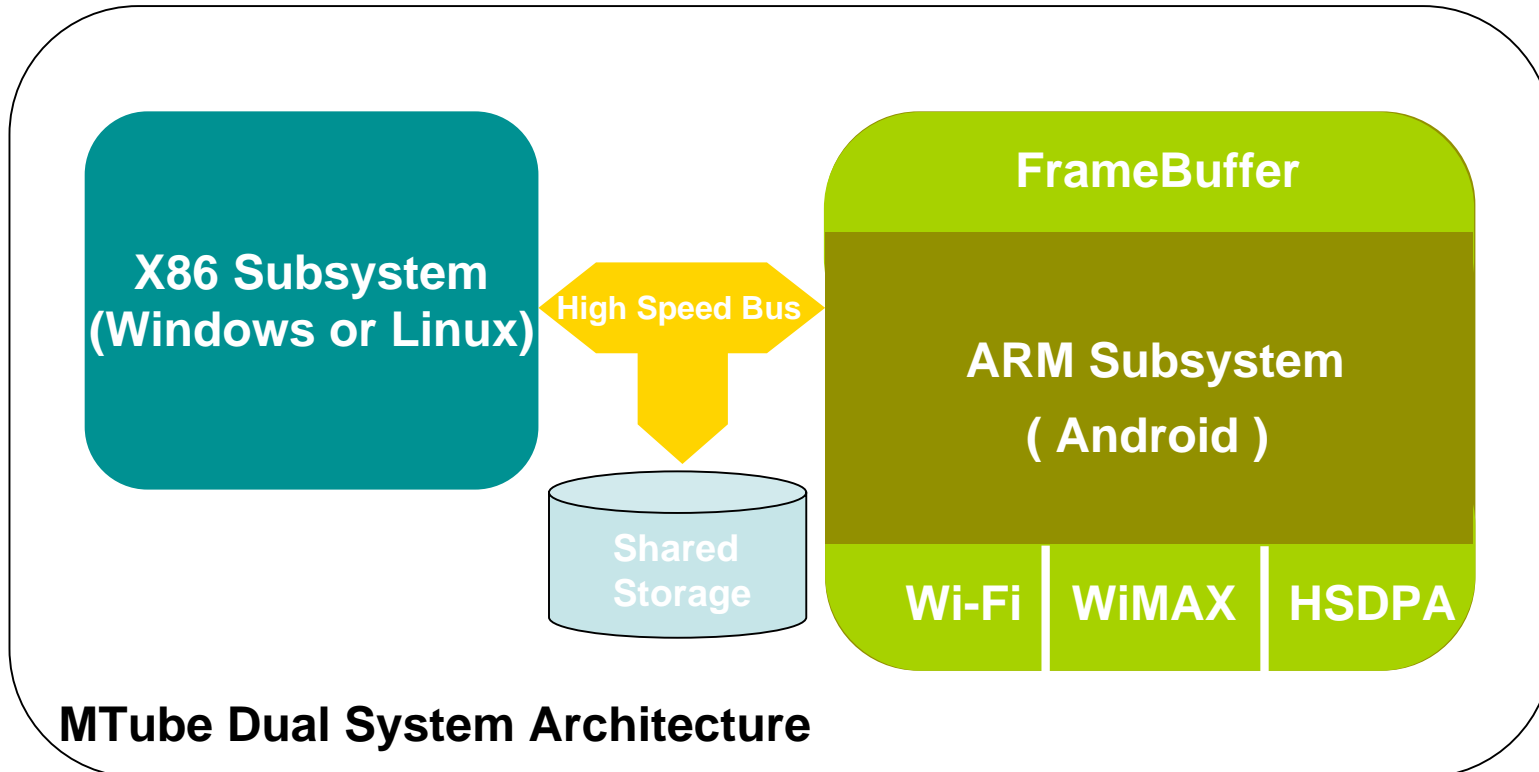 X86 Subsystem
(Windows or Linux)
High Speed Bus
Shared
Storage
FrameBuffer
ARM Subsystem
( Android )
Wi-Fi
WiMAX
HSDPA
MTube Dual System Architecture